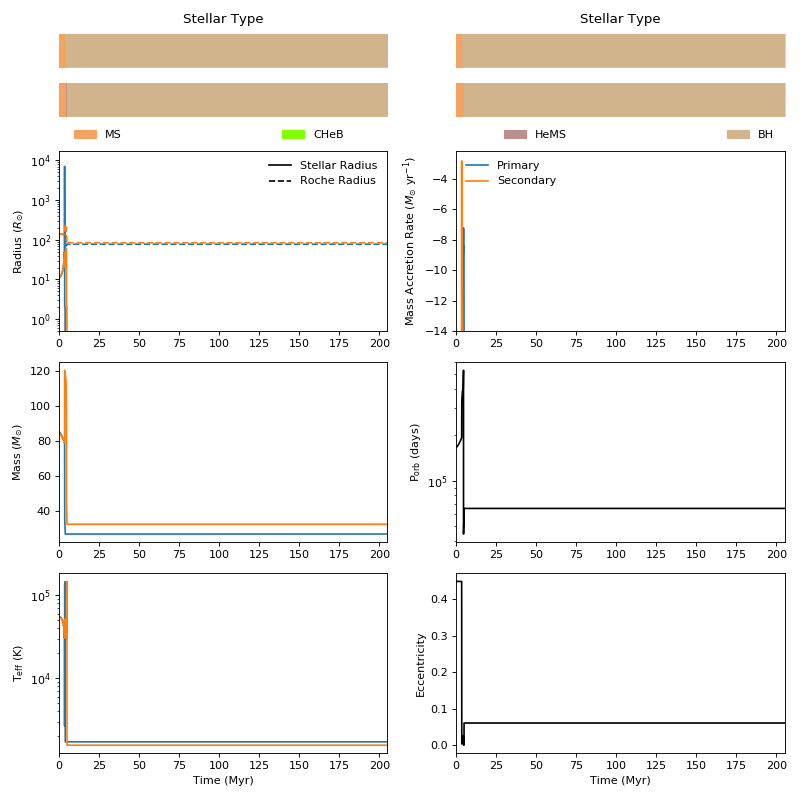 Stellar Type
Stellar Type
MS
CHeB
HeMS
BH
10⁴
10³
10²
10¹
10⁰
Radius (R⊙)
Stellar Radius
Roche Radius
0 25 50 75 100 125 150 175 200
−4
−6
−8
−10
−12
−14
Mass Accretion Rate (M⊙ yr⁻¹)
Primary
Secondary
0 25 50 75 100 125 150 175 200
120
100
80
60
40
Mass (M⊙)
0 25 50 75 100 125 150 175 200
10⁵
Porb (days)
0 25 50 75 100 125 150 175 200
10⁵
10⁴
Teff (K)
0 25 50 75 100 125 150 175 200
Time (Myr)
0.4
0.3
0.2
0.1
0.0
Eccentricity
0 25 50 75 100 125 150 175 200
Time (Myr)